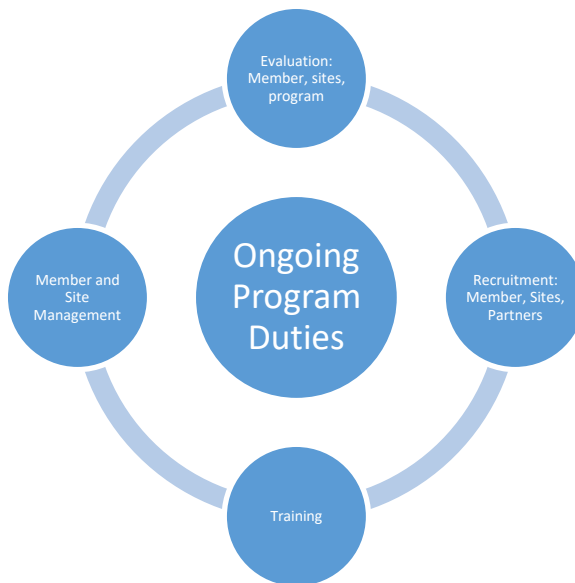 Evaluation:
Member, sites,
program
Member and
Site
Management
Ongoing
Program
Duties
Recruitment:
Member, Sites,
Partners
Training